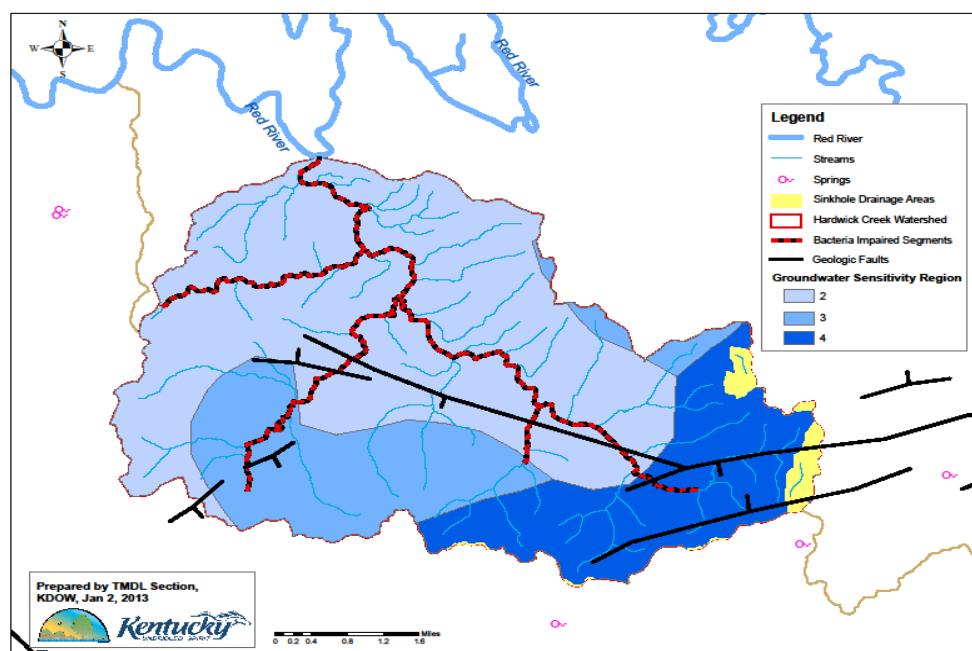 N
W E
S
Red River
Red River
Legend
Red River
Streams
Springs
Sinkhole Drainage Areas
Hardwick Creek Watershed
Bacteria Impaired Segments
Geologic Faults
Groundwater Sensitivity Region
2
3
4
Prepared by TMDL Section,
KDOW, Jan 2, 2013
Kentucky
UNBRIDLED SPIRIT
Miles
0 0.2 0.4 0.8 1.2 1.6